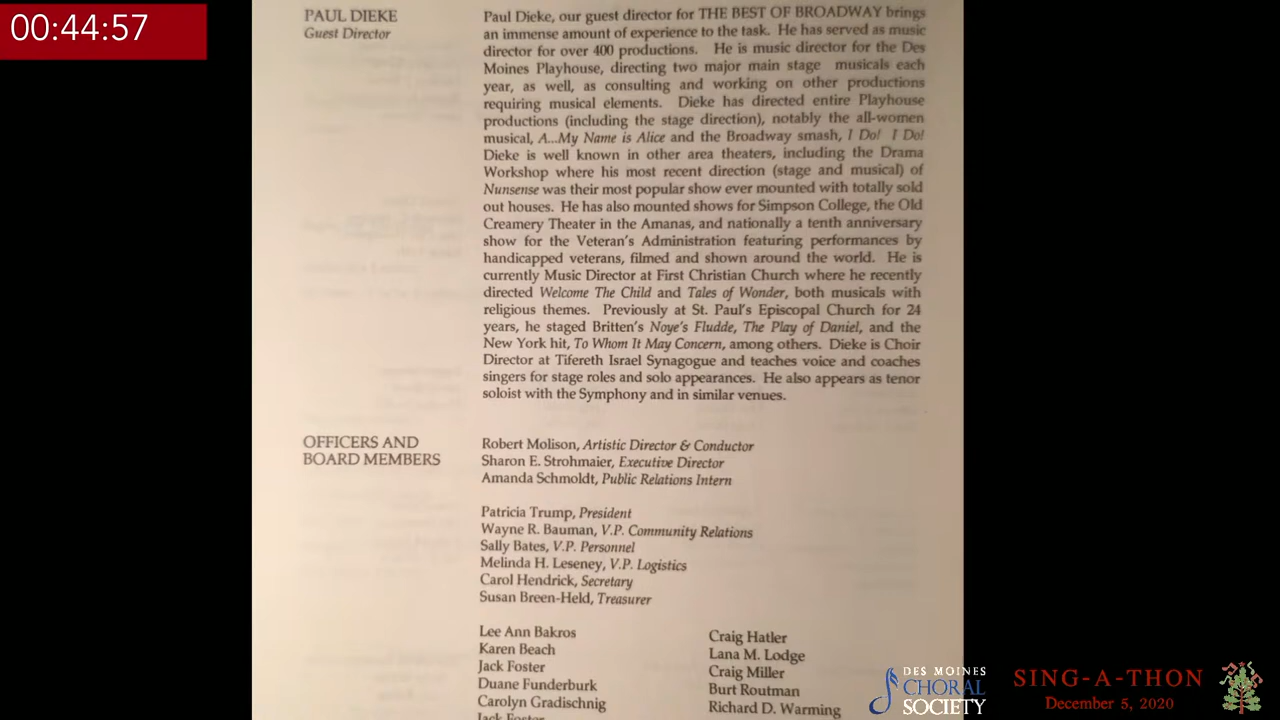 00:44:57
PAUL DIEKE
Guest Director
Paul Dieke, our guest director for THE BEST OF BROADWAY brings
an immense amount of experience to the task. He has served as music
director for over 400 productions. He is music director for the Des
Moines Playhouse, directing two major main stage musicals each
year, as well, as consulting and working on other productions
requiring musical elements. Dieke has directed entire Playhouse
productions (including the stage direction), notably the all-women
musical, A...My Name is Alice and the Broadway smash, I Do! I Do!
Dieke is well known in other area theaters, including the Drama
Workshop where his most recent direction (stage and musical) of
Nunsense was their most popular show ever mounted with totally sold
out houses. He has also mounted shows for Simpson College, the Old
Creamery Theater in the Amanas, and nationally a tenth anniversary
show for the Veteran's Administration featuring performances by
handicapped veterans, filmed and shown around the world. He is
currently Music Director at First Christian Church where he recently
directed Welcome The Child and Tales of Wonder, both musicals with
religious themes. Previously at St. Paul's Episcopal Church for 24
years, he staged Britten's Noye's Fludde, The Play of Daniel, and the
New York hit, To Whom It May Concern, among others. Dieke is Choir
Director at Tifereth Israel Synagogue and teaches voice and coaches
singers for stage roles and solo appearances. He also appears as tenor
soloist with the Symphony and in similar venues.
OFFICERS AND
BOARD MEMBERS
Robert Molison, Artistic Director & Conductor
Sharon E. Strohmaier, Executive Director
Amanda Schmoldt, Public Relations Intern
Patricia Trump, President
Wayne R. Bauman, V.P. Community Relations
Sally Bates, V.P. Personnel
Melinda H. Leseney, V.P. Logistics
Carol Hendrick, Secretary
Susan Breen-Held, Treasurer
Lee Ann Bakros
Karen Beach
Jack Foster
Duane Funderburk
Carolyn Gradischnig
Jack Foster
Craig Hatler
Lana M. Lodge
Craig Miller
Burt Routman
Richard D. Warming
DES MOINES
CHORAL
SOCIETY
SING-A-THON
December 5, 2020